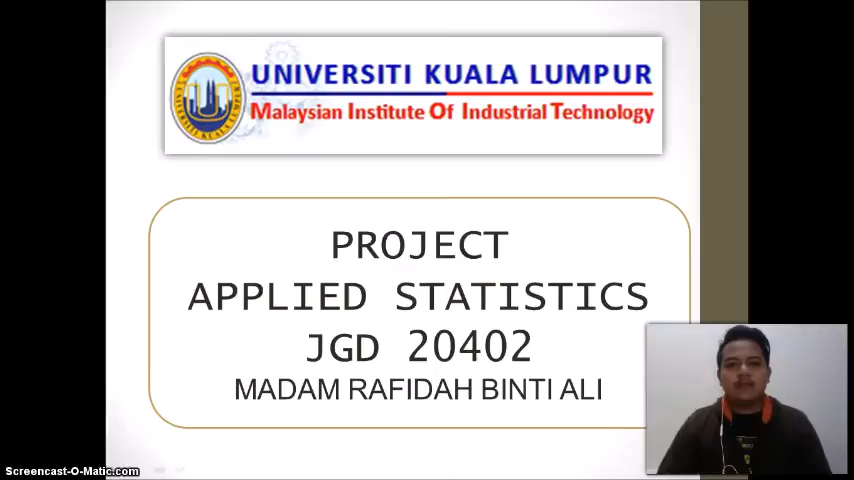 UNIVERSITI KUALA LUMPUR
Malaysian Institute Of Industrial Technology
PROJECT
APPLIED STATISTICS
JGD 20402
MADAM RAFIDAH BINTI ALI
Screencast-O-Matic.com